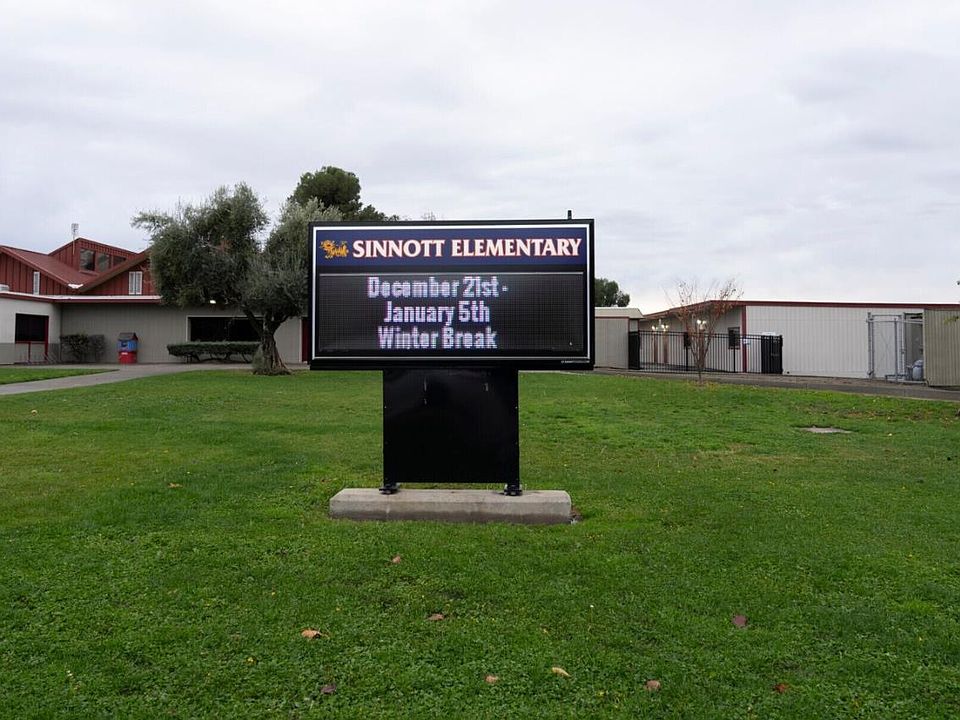 SINNOTT ELEMENTARY
December 21st -
January 5th
Winter Break